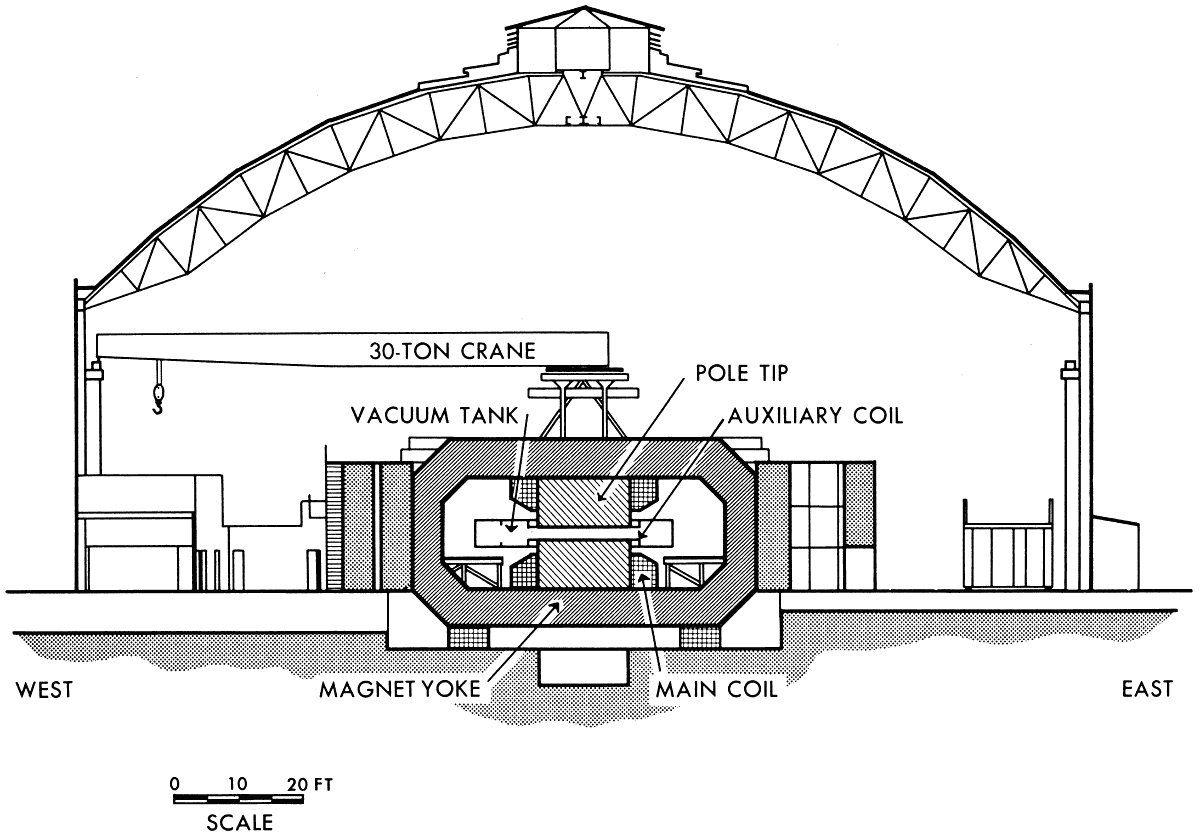 30-TON CRANE
POLE TIP
VACUUM TANK
AUXILIARY COIL
WEST
MAGNET YOKE
MAIN COIL
EAST
0 10 20 FT
SCALE